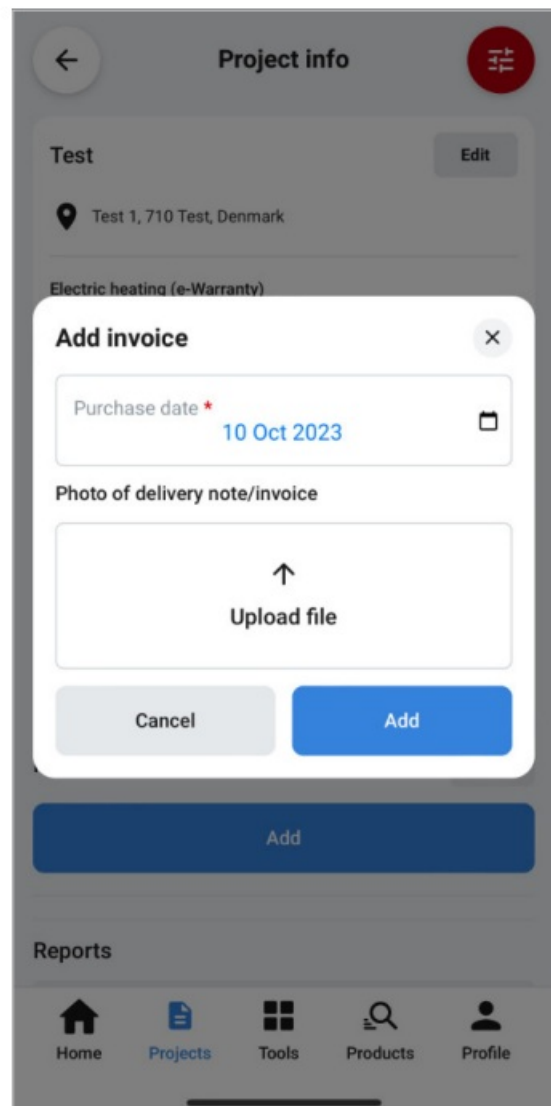 Project info
Test
Edit
Test 1, 710 Test, Denmark
Electric heating (e-Warranty)
Add invoice
Purchase date *
10 Oct 2023
Photo of delivery note/invoice
Upload file
Cancel
Add
Add
Reports
Home
Projects
Tools
Products
Profile